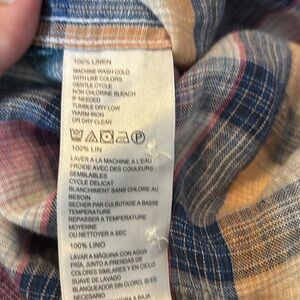 100% LINEN
MACHINE WASH COLD
WITH LIKE COLORS
GENTLE CYCLE
NON CHLORINE BLEACH
IF NEEDED
TUMBLE DRY LOW
WARM IRON
OR DRY CLEAN
100% LIN
LAVER A LA MACHINE A L'EAU
FROIDE AVEC DES COULEURS
SEMBLABLES
CYCLE DELICAT
BLANCHIMENT SANS CHLORE AU
BESOIN
SECHER PAR CULBUTAGE A BASSE
TEMPERATURE
REPASSER A TEMPERATURE
MOYENNE
OU NETTOYER A SEC
100% LINO
LAVAR A MÁQUINA CON AGUA
FRIA, JUNTO A PRENDAS DE
COLORES SIMILARES Y EN CICLO
SUAVE DE LAVADO
BLANQUEADOR SIN CLORO, SI ES
NECESARIO
A BAJA